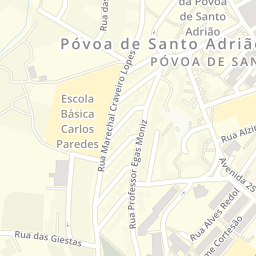 da Póvoa
de Santo
Adrião
Rua das
Póvoa de Santo Adrião
PÓVOA DE SAN
Escola
Básica
Carlos
Paredes
Rua Marechal Craveiro Lopes
Rua Professor Egas Moniz
Rua Alzi
Avenida 25
Rua Alves Redol
me Cortesão
Rua das Giestas